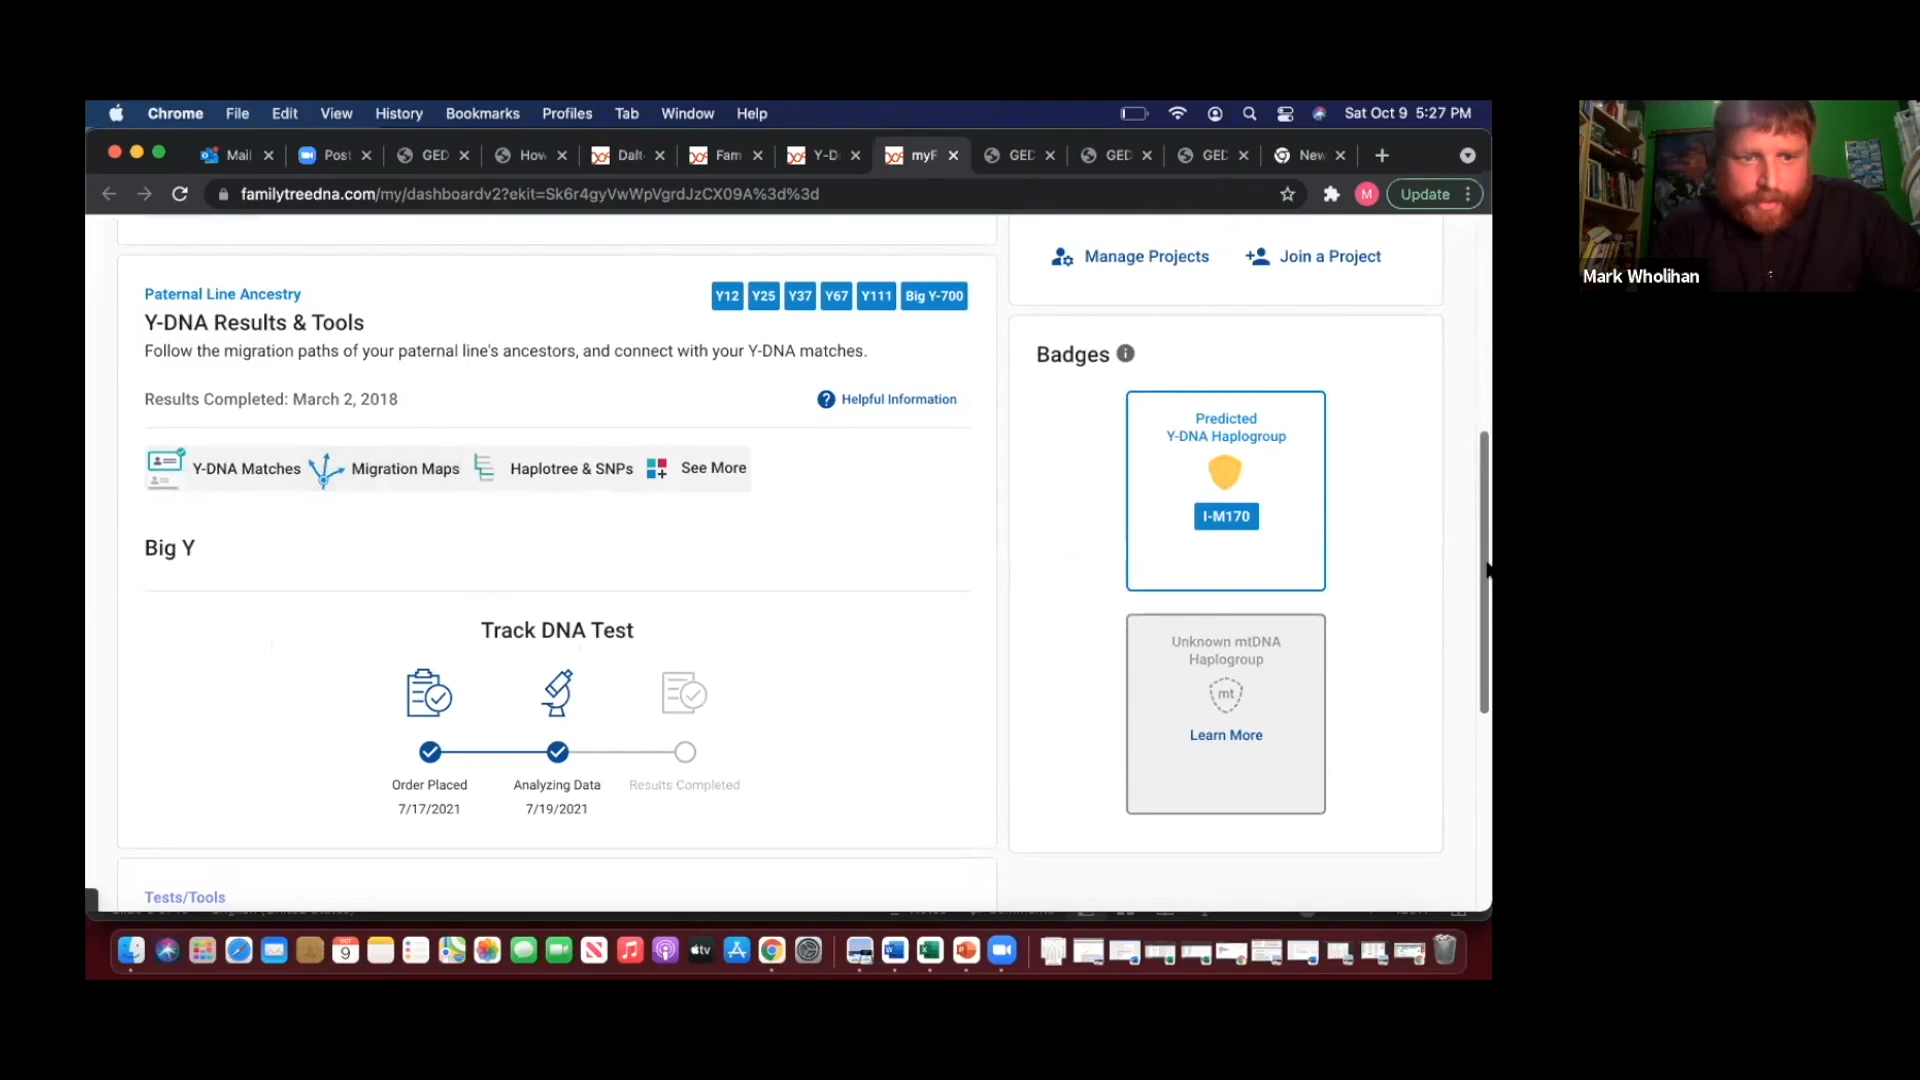 Chrome File Edit View History Bookmarks Profiles Tab Window Help Sat Oct 9 5:27 PM
Mail Post GED How Dalt Fam Y-D myF GED GED GED New
familytreedna.com/my/dashboardv2?ekit=Sk6r4gyVwWpVgrdJzCX09A%3d%3d M Update
Manage Projects Join a Project
Paternal Line Ancestry
Y12 Y25 Y37 Y67 Y111 Big Y-700
Y-DNA Results & Tools
Follow the migration paths of your paternal line's ancestors, and connect with your Y-DNA matches.
Results Completed: March 2, 2018
Helpful Information
Y-DNA Matches Migration Maps Haplotree & SNPs See More
Big Y
Track DNA Test
Order Placed Analyzing Data Results Completed
7/17/2021 7/19/2021
Tests/Tools
Badges
Predicted
Y-DNA Haplogroup
I-M170
Unknown mtDNA
Haplogroup
mt
Learn More
OCT
9
tv
Mark Wholihan